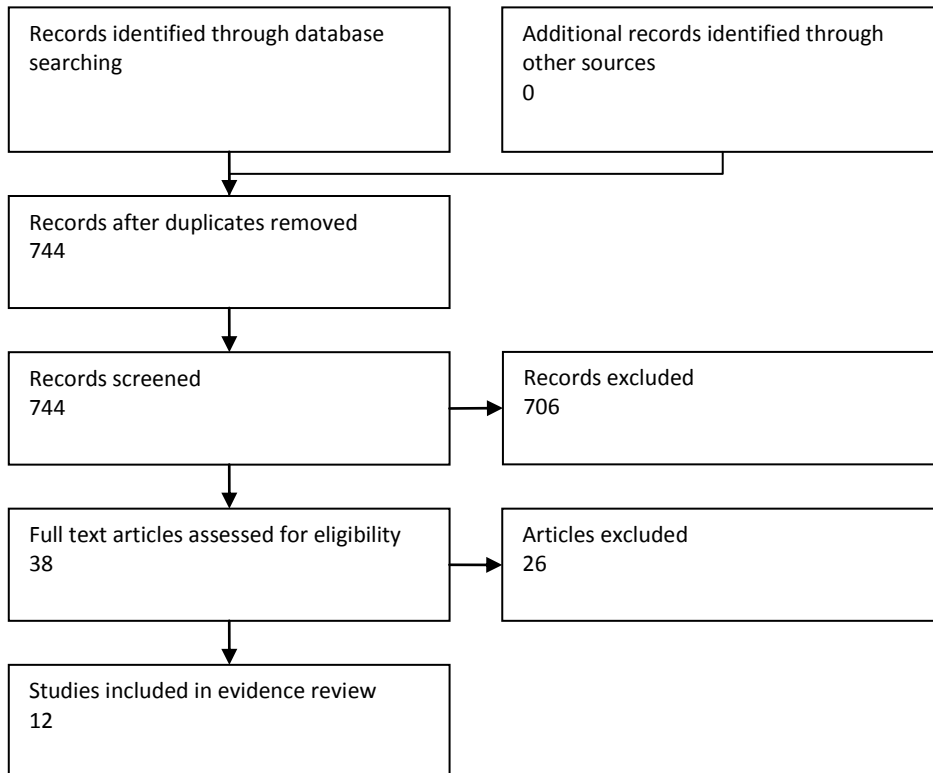 Records identified through database
searching
Additional records identified through
other sources
0
Records after duplicates removed
744
Records screened
744
Records excluded
706
Full text articles assessed for eligibility
38
Articles excluded
26
Studies included in evidence review
12